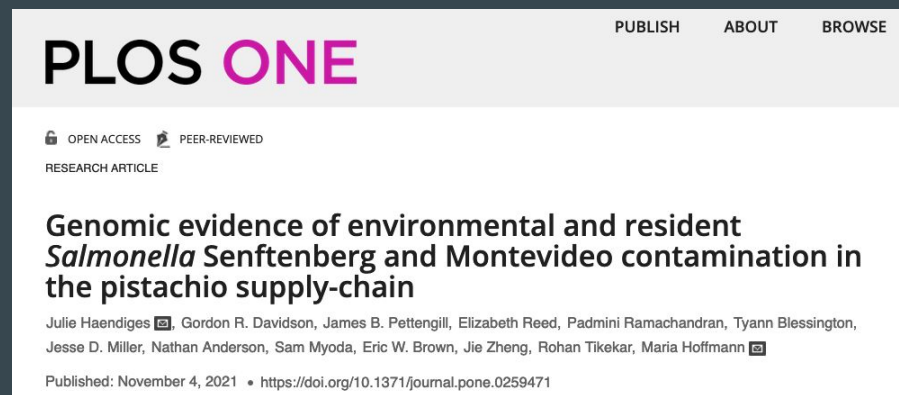 PUBLISH ABOUT BROWSE
PLOS ONE
OPEN ACCESS PEER-REVIEWED
RESEARCH ARTICLE
Genomic evidence of environmental and resident
Salmonella Senftenberg and Montevideo contamination in
the pistachio supply-chain
Julie Haendiges, Gordon R. Davidson, James B. Pettengill, Elizabeth Reed, Padmini Ramachandran, Tyann Blessington,
Jesse D. Miller, Nathan Anderson, Sam Myoda, Eric W. Brown, Jie Zheng, Rohan Tikekar, Maria Hoffmann
Published: November 4, 2021 • https://doi.org/10.1371/journal.pone.0259471